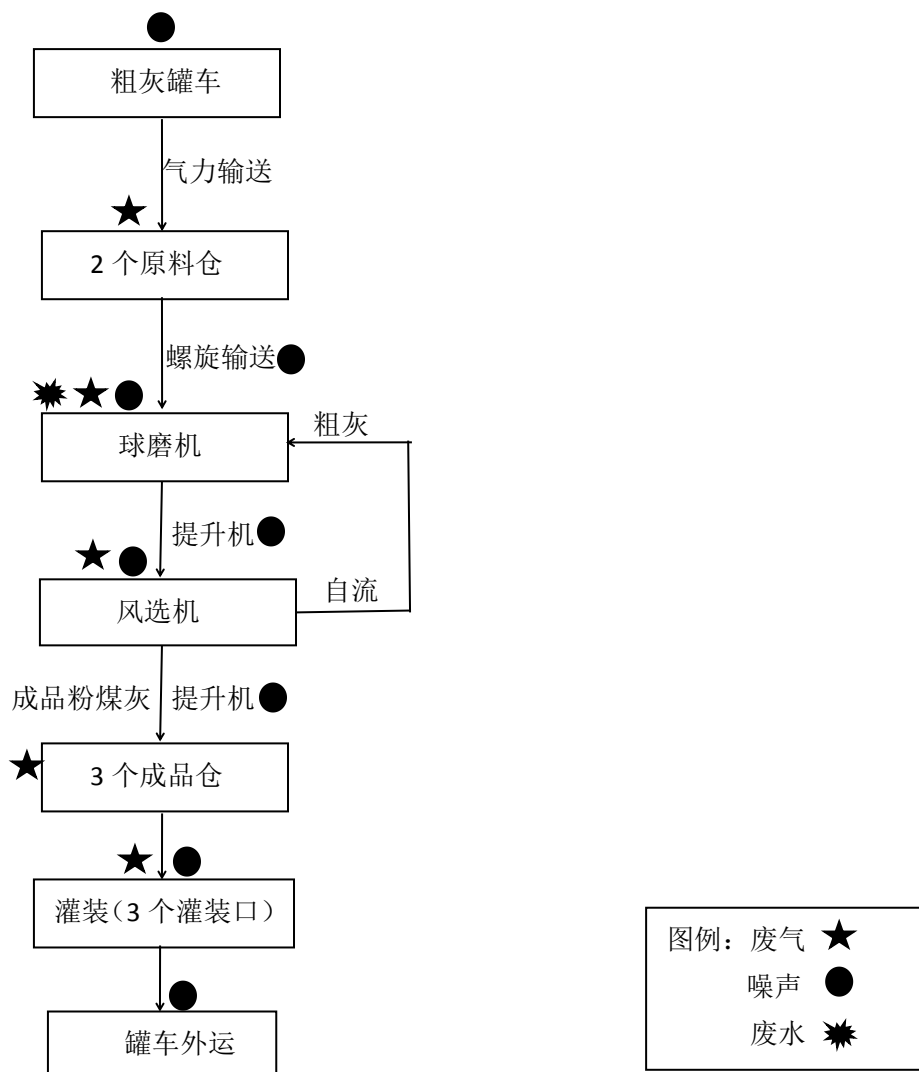 粗灰罐车
气力输送
2 个原料仓
螺旋输送
粗灰
球磨机
提升机
自流
风选机
成品粉煤灰
提升机
3 个成品仓
灌装（3 个灌装口）
罐车外运
图例：废气
噪声
废水